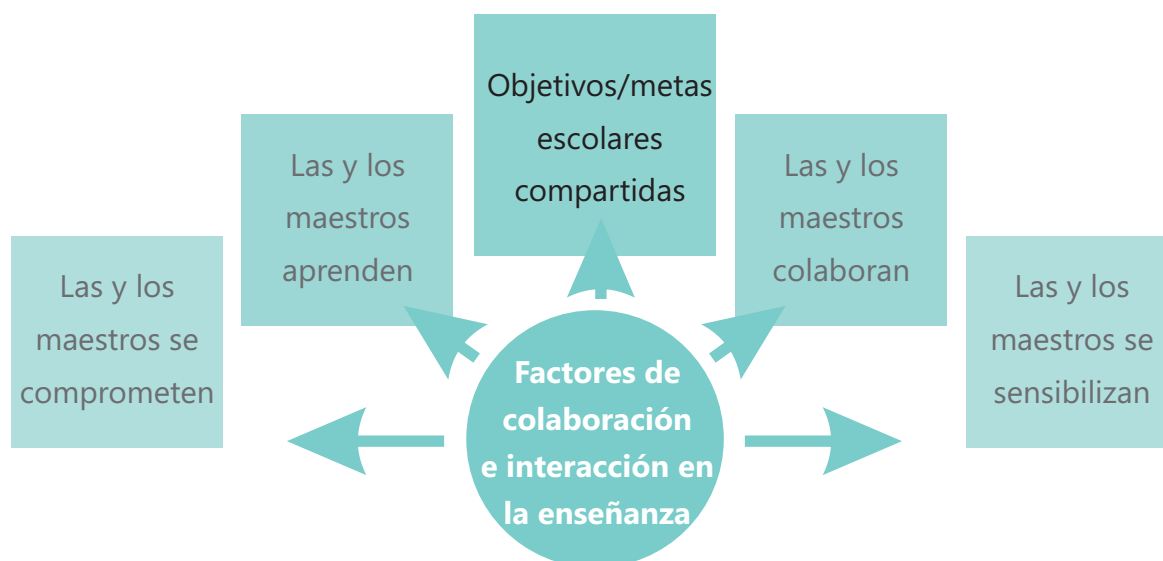 Las y los
maestros se
comprometen
Las y los
maestros
aprenden
Objetivos/metas
escolares
compartidas
Las y los
maestros
colaboran
Las y los
maestros se
sensibilizan
Factores de
colaboración
e interacción en
la enseñanza